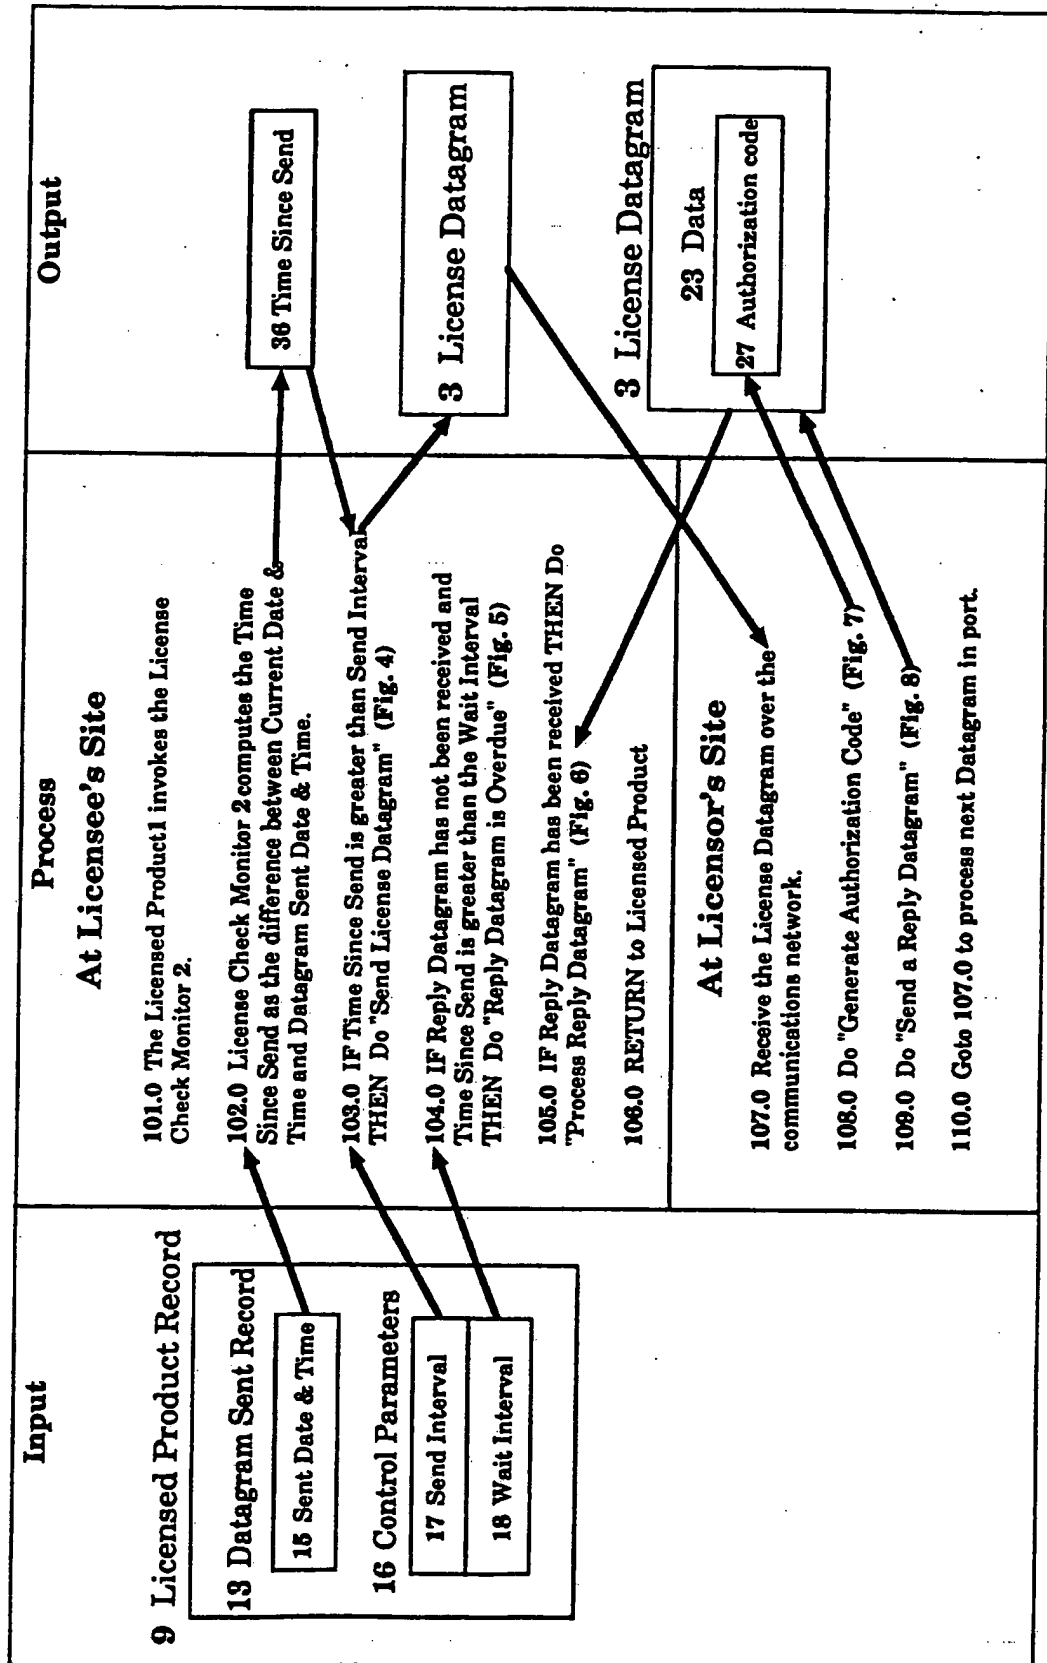 Input
9 Licensed Product Record
13 Datagram Sent Record
15 Sent Date & Time
16 Control Parameters
17 Send Interval
18 Wait Interval
Process
At Licensee's Site
101.0 The Licensed Product1 invokes the License
Check Monitor 2.
102.0 License Check Monitor 2 computes the Time
Since Send as the difference between Current Date &
Time and Datagram Sent Date & Time.
103.0 IF Time Since Send is greater than Send Interval
THEN Do "Send License Datagram" (Fig. 4)
104.0 IF Reply Datagram has not been received and
Time Since Send is greater than the Wait Interval
THEN Do "Reply Datagram is Overdue" (Fig. 5)
105.0 IF Reply Datagram has been received THEN Do
"Process Reply Datagram" (Fig. 6)
106.0 RETURN to Licensed Product
At Licensor's Site
107.0 Receive the License Datagram over the
communications network.
108.0 Do "Generate Authorization Code" (Fig. 7)
109.0 Do "Send a Reply Datagram" (Fig. 8)
110.0 Goto 107.0 to process next Datagram in port.
Output
36 Time Since Send
3 License Datagram
3 License Datagram
23 Data
27 Authorization code